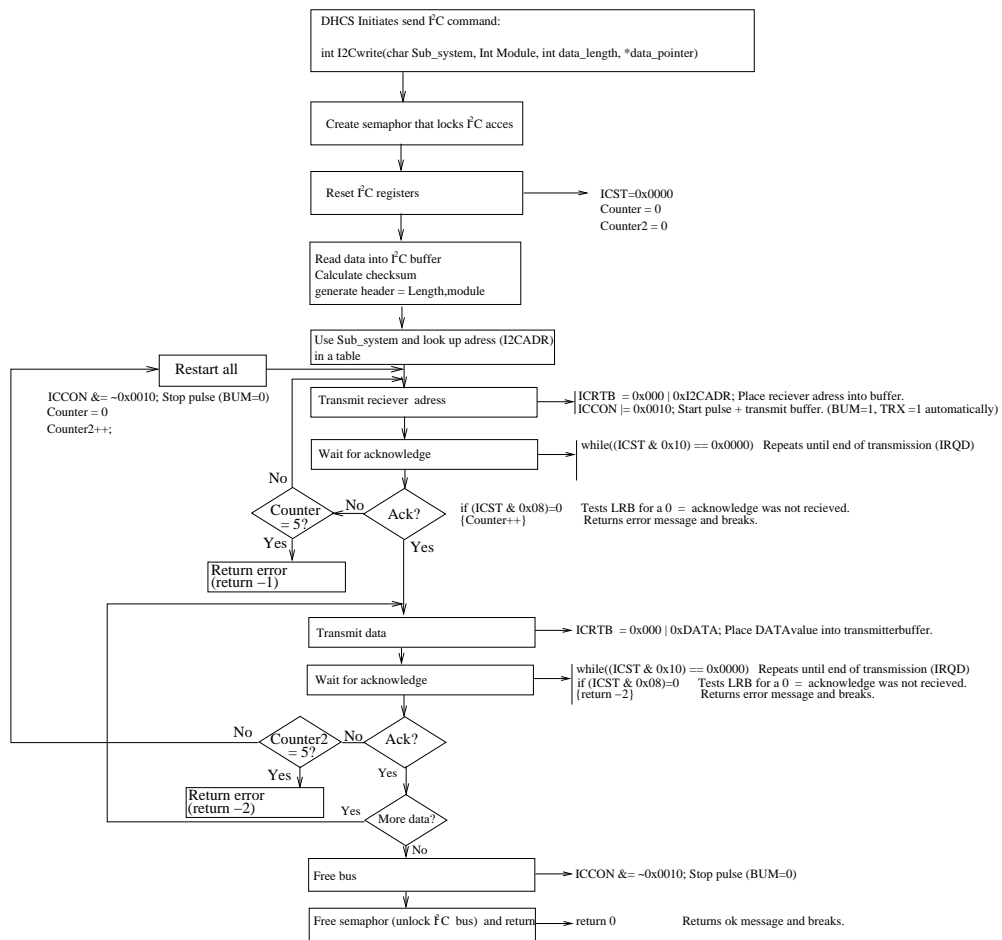 DHCS Initiates send I²C command:
int I2Cwrite(char Sub_system, Int Module, int data_length, *data_pointer)
Create semaphor that locks I²C acces
Reset I²C registers
ICST=0x0000
Counter = 0
Counter2 = 0
Read data into I²C buffer
Calculate checksum
generate header = Length,module
Use Sub_system and look up adress (I2CADR)
in a table
Restart all
ICCON &= ~0x0010; Stop pulse (BUM=0)
Counter = 0
Counter2++;
Transmit reciever adress
ICRTB = 0x000 | 0xI2CADR; Place reciever adress into buffer.
ICCON |= 0x0010; Start pulse + transmit buffer. (BUM=1, TRX =1 automatically)
Wait for acknowledge
while((ICST & 0x10) == 0x0000) Repeats until end of transmission (IRQD)
No
Counter
= 5?
No
Ack?
if (ICST & 0x08)=0 Tests LRB for a 0 = acknowledge was not recieved.
{Counter++} Returns error message and breaks.
Yes
Yes
Return error
(return −1)
Transmit data
ICRTB = 0x000 | 0xDATA; Place DATAvalue into transmitterbuffer.
Wait for acknowledge
while((ICST & 0x10) == 0x0000) Repeats until end of transmission (IRQD)
if (ICST & 0x08)=0 Tests LRB for a 0 = acknowledge was not recieved.
{return −2} Returns error message and breaks.
No
Counter2
= 5?
No
Ack?
Yes
Yes
Return error
(return −2)
Yes
More data?
No
Free bus
ICCON &= ~0x0010; Stop pulse (BUM=0)
Free semaphor (unlock I²C bus) and return
return 0 Returns ok message and breaks.